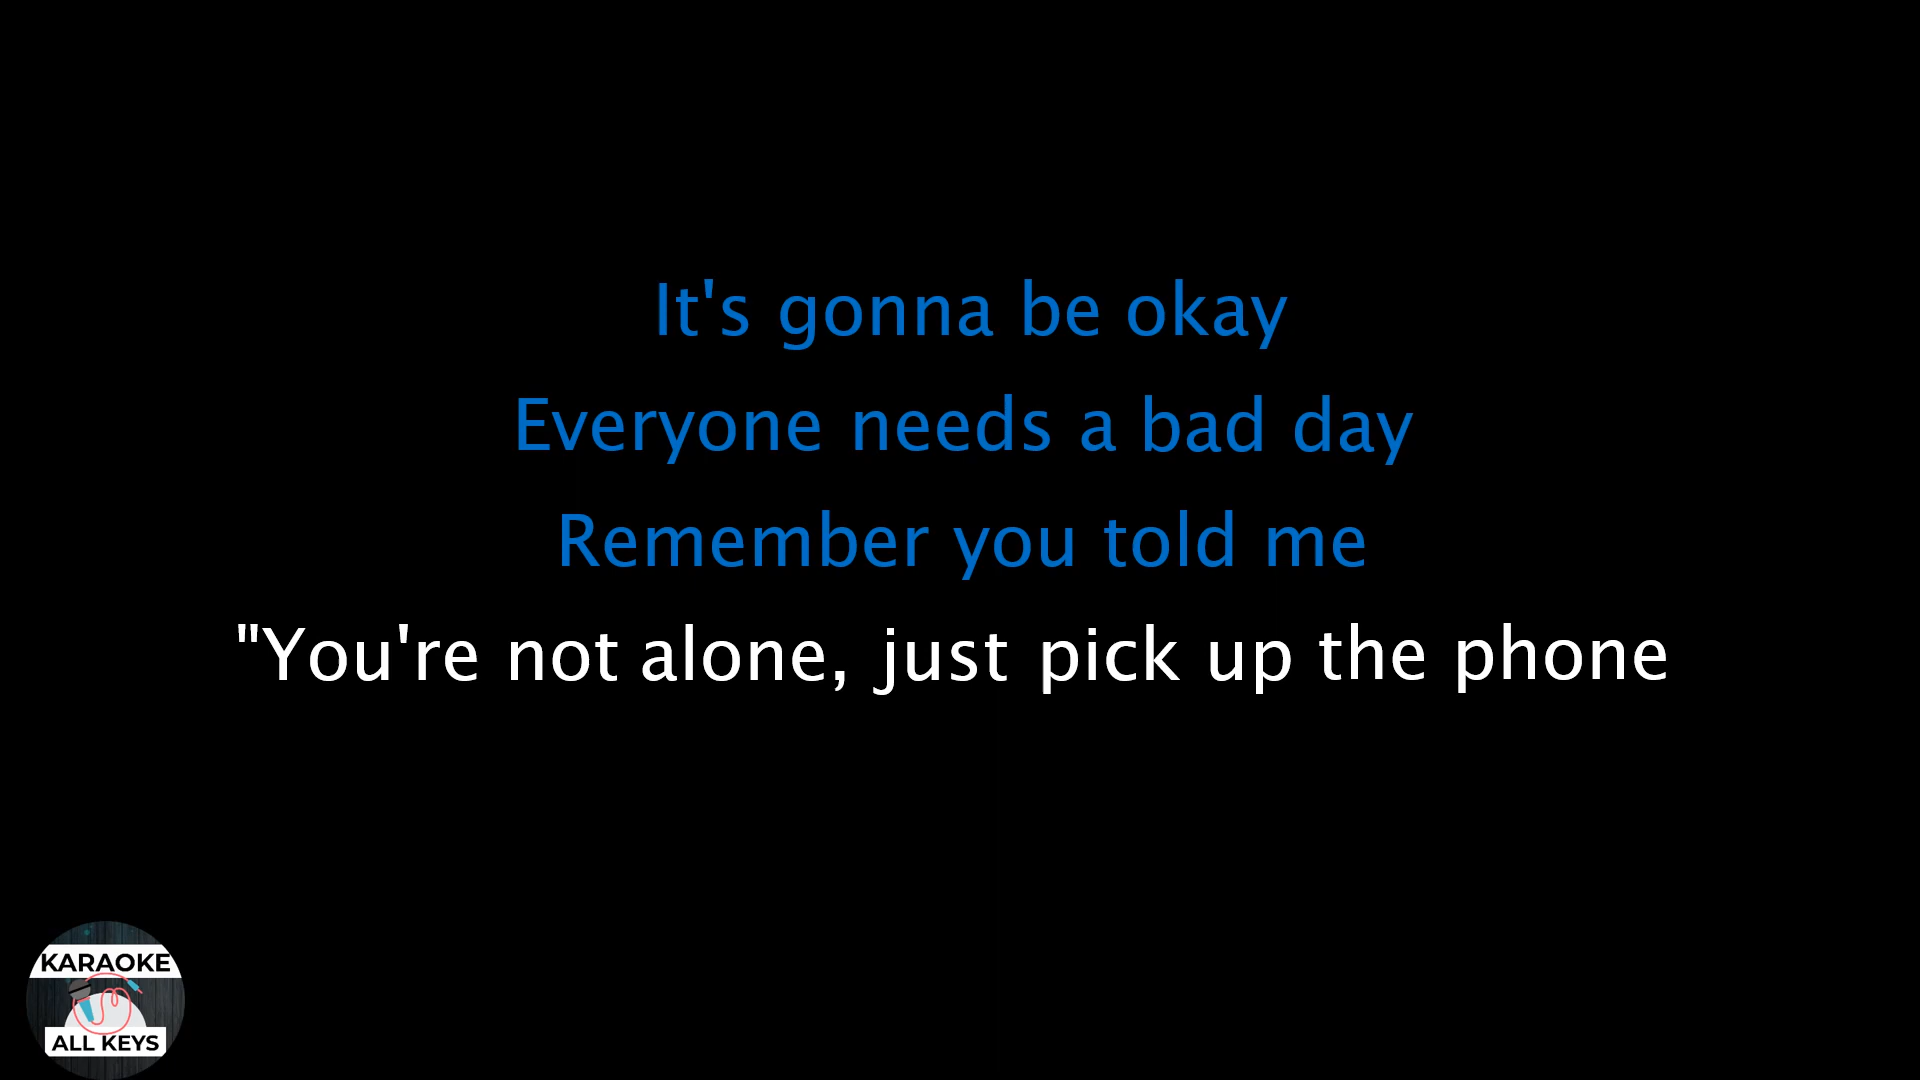 It's gonna be okay
Everyone needs a bad day
Remember you told me
"You're not alone, just pick up the phone
KARAOKE
ALL KEYS